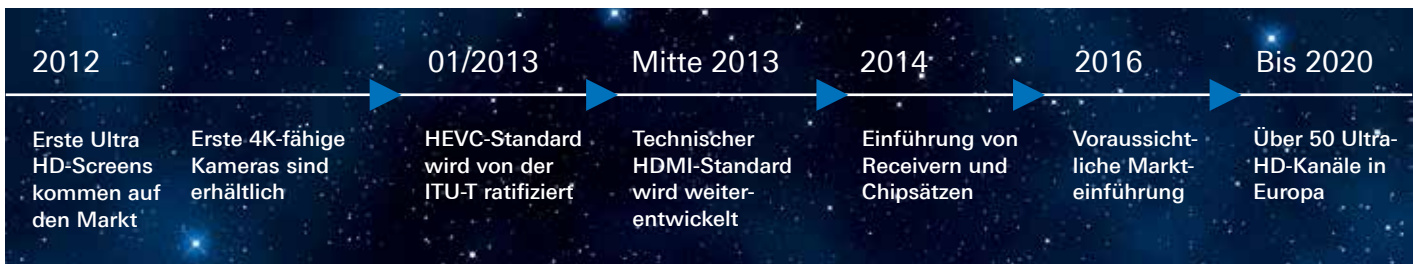 2012
Erste Ultra
HD-Screens
kommen auf
den Markt
Erste 4K-fähige
Kameras sind
erhältlich
01/2013
HEVC-Standard
wird von der
ITU-T ratifiziert
Mitte 2013
Technischer
HDMI-Standard
wird weiter-
entwickelt
2014
Einführung von
Receivern und
Chipsätzen
2016
Voraussicht-
liche Markt-
einführung
Bis 2020
Über 50 Ultra-
HD-Kanäle in
Europa